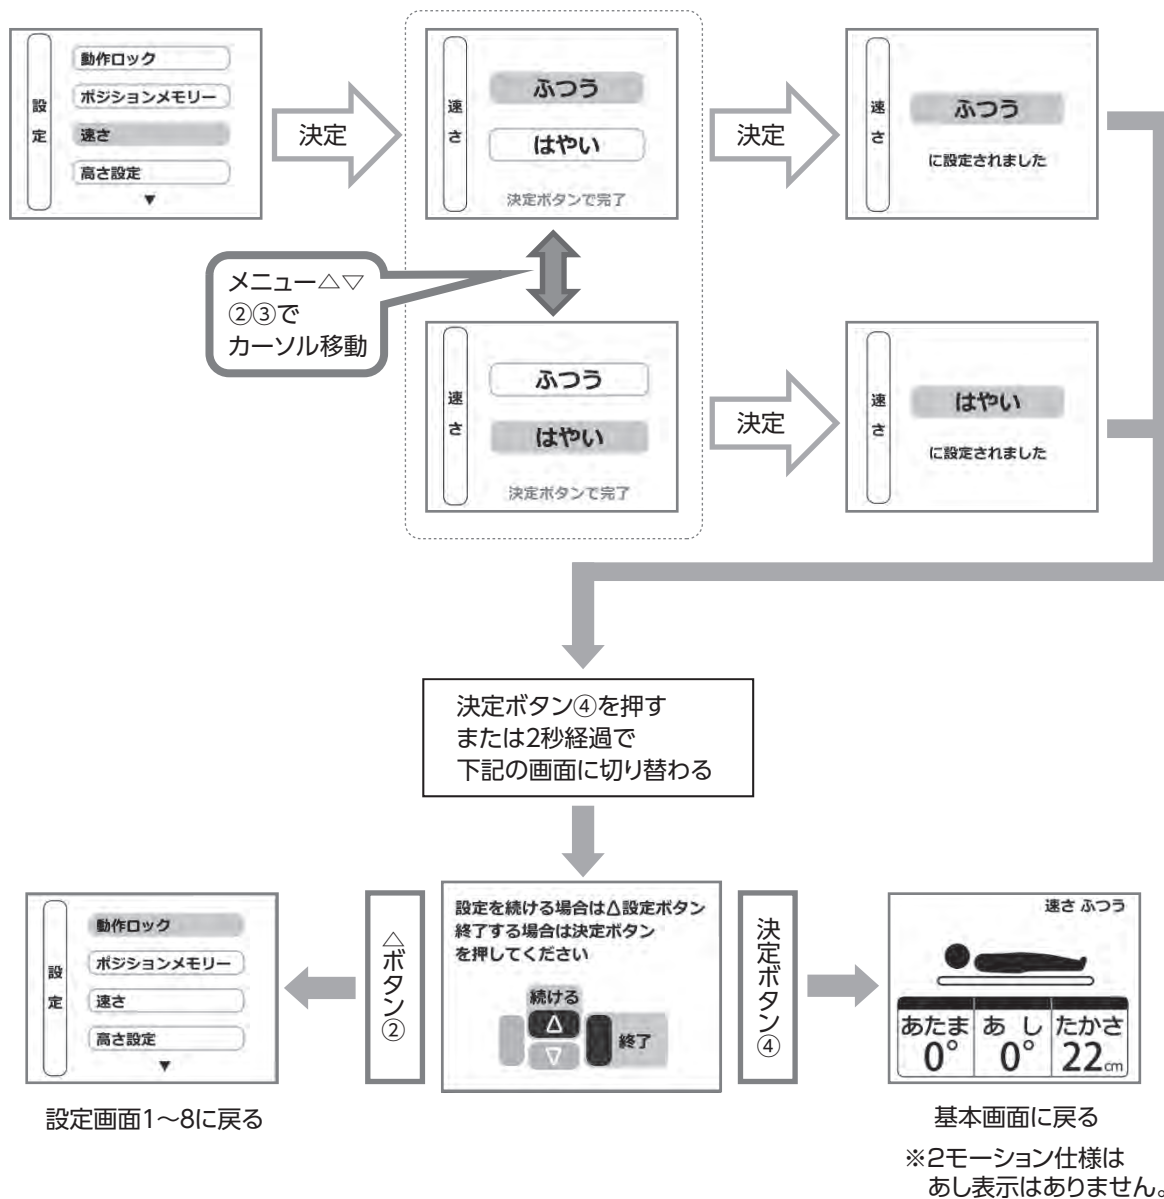 設定
動作ロック
ポジションメモリー
速さ
高さ設定
▼
決定
速さ
ふつう
はやい
決定ボタンで完了
決定
速さ
ふつう
に設定されました
メニュー△▽
②③で
カーソル移動
速さ
ふつう
はやい
決定ボタンで完了
決定
速さ
はやい
に設定されました
決定ボタン④を押す
または2秒経過で
下記の画面に切り替わる
設定
動作ロック
ポジションメモリー
速さ
高さ設定
▼
設定画面1〜8に戻る
△ボタン②
設定を続ける場合は△設定ボタン
終了する場合は決定ボタン
を押してください
続ける
△
▽
終了
決定ボタン④
速さ ふつう
あたま あし たかさ
0° 0° 22cm
基本画面に戻る
※2モーション仕様は
あし表示はありません。